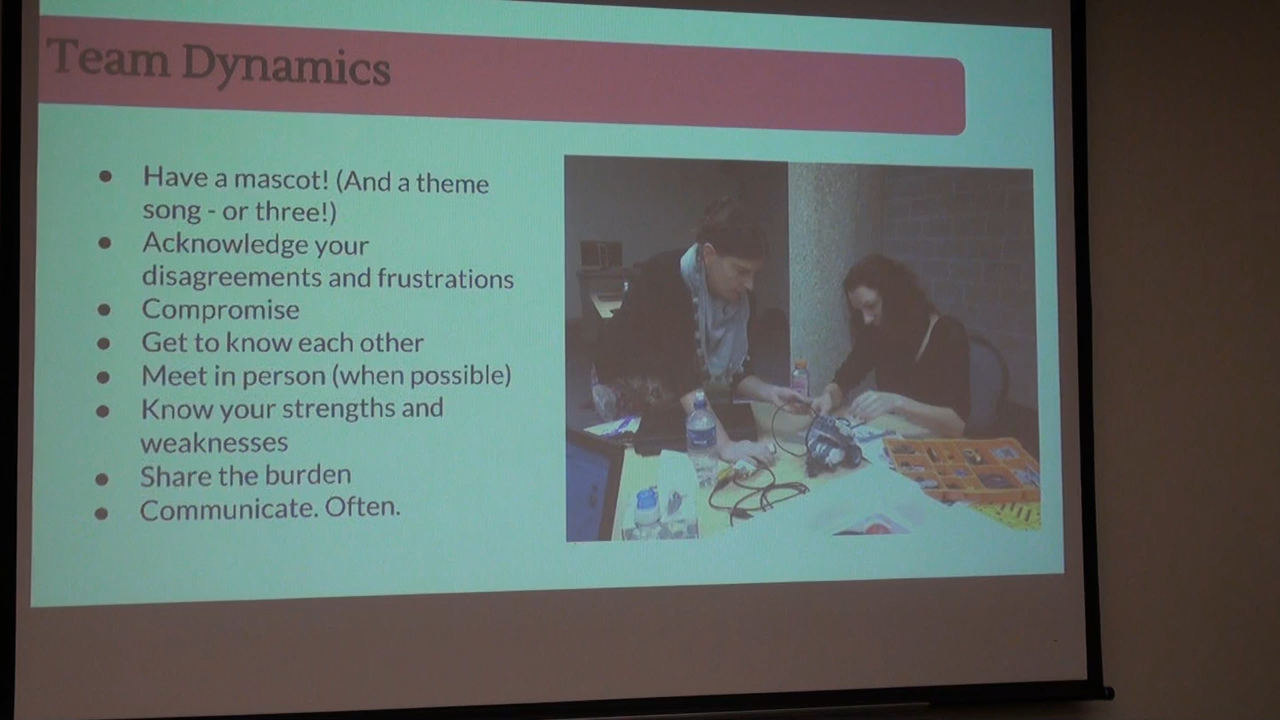 Team Dynamics
• Have a mascot! (And a theme
song - or three!)
• Acknowledge your
disagreements and frustrations
• Compromise
• Get to know each other
• Meet in person (when possible)
• Know your strengths and
weaknesses
• Share the burden
• Communicate. Often.